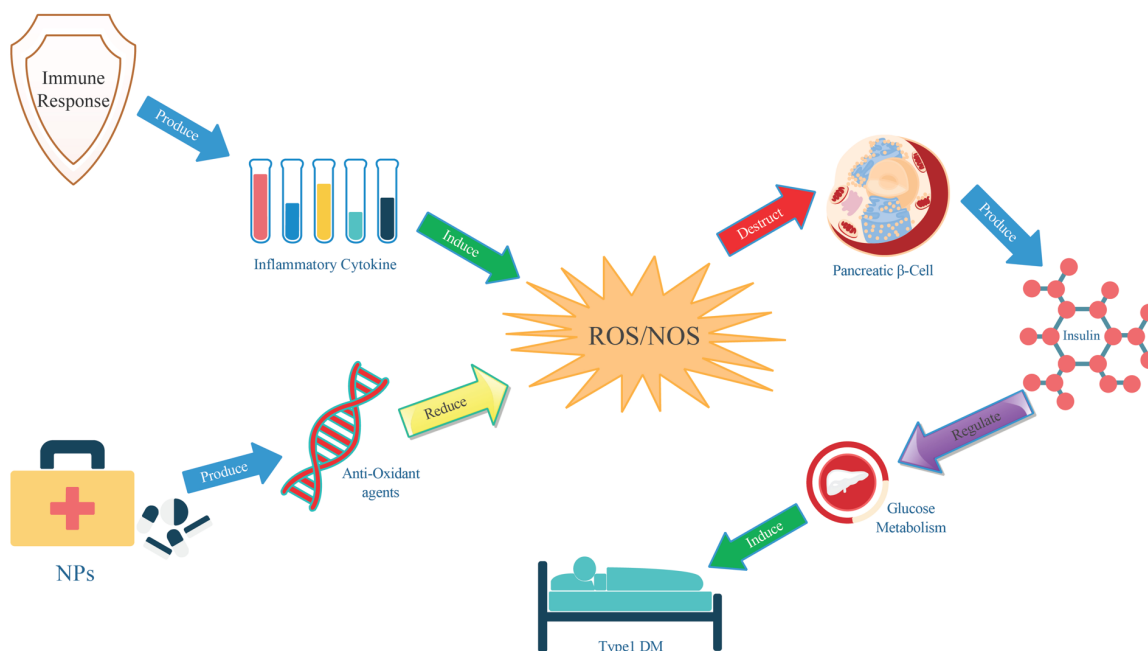 Immune
Response
Produce
Inflammatory Cytokine
Induce
ROS/NOS
Destruct
Pancreatic β-Cell
Produce
Insulin
Regulate
Glucose
Metabolism
Induce
Type1 DM
NPs
Produce
Anti-Oxidant
agents
Reduce